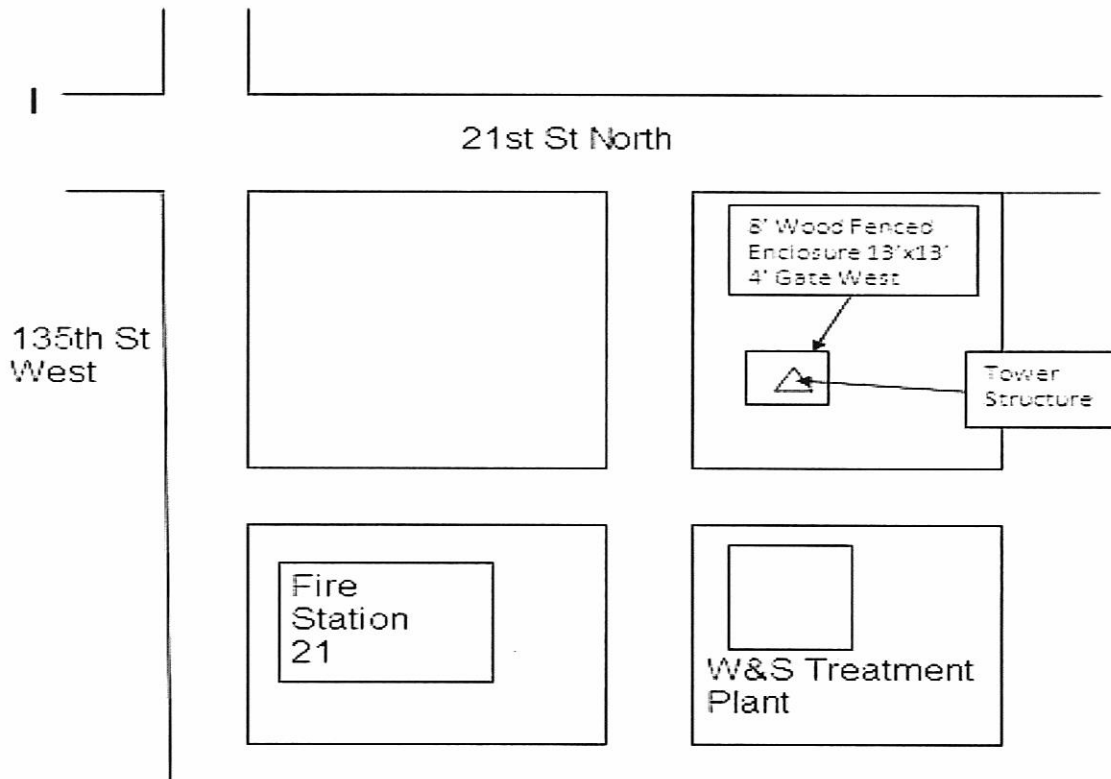 21st St North
8' Wood Fenced
Enclosure 13'x13'
4' Gate West
135th St
West
Tower
Structure
Fire
Station
21
W&S Treatment
Plant